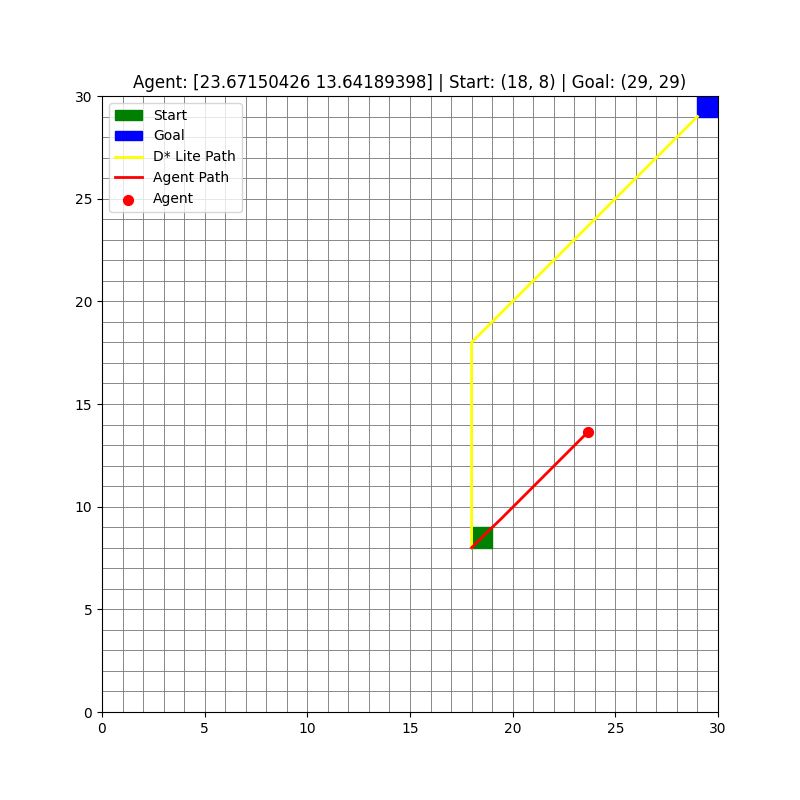 Agent: [23.67150426 13.64189398] | Start: (18, 8) | Goal: (29, 29)
Start
Goal
D* Lite Path
Agent Path
Agent
30
25
20
15
10
5
0
0 5 10 15 20 25 30